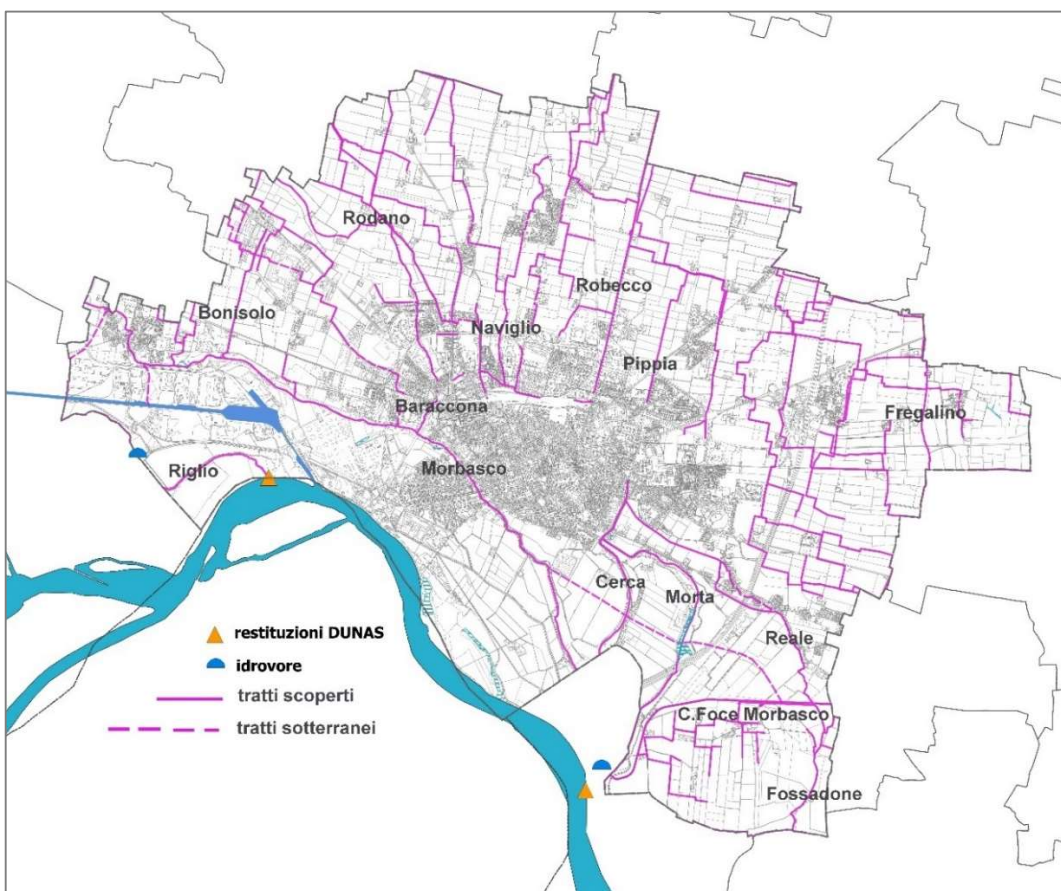 Rodano
Robecco
Bonisolo
Naviglio
Pippia
Baraccona
Fregalino
Morbasco
Riglio
Cerca
Morta
restituzioni DUNAS
Reale
idrovore
tratti scoperti
C.Foce Morbasco
tratti sotterranei
Fossadone